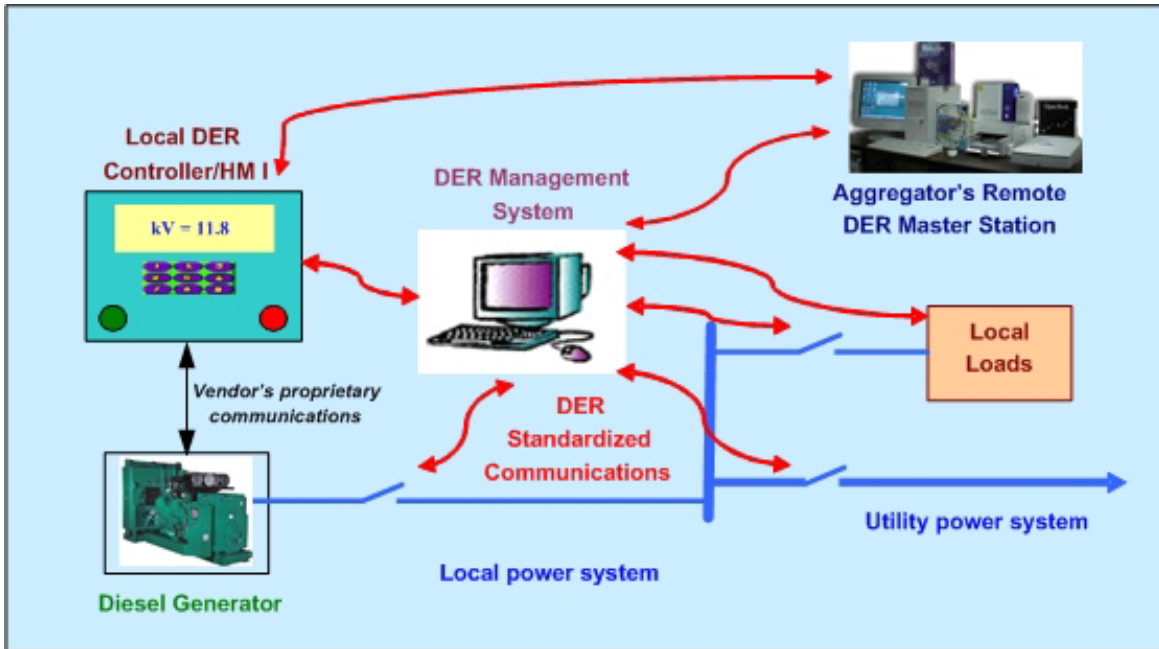 Local DER
Controller/HM I
kV = 11.8
DER Management
System
Aggregator's Remote
DER Master Station
Local
Loads
Vendor's proprietary
communications
DER
Standardized
Communications
Utility power system
Local power system
Diesel Generator